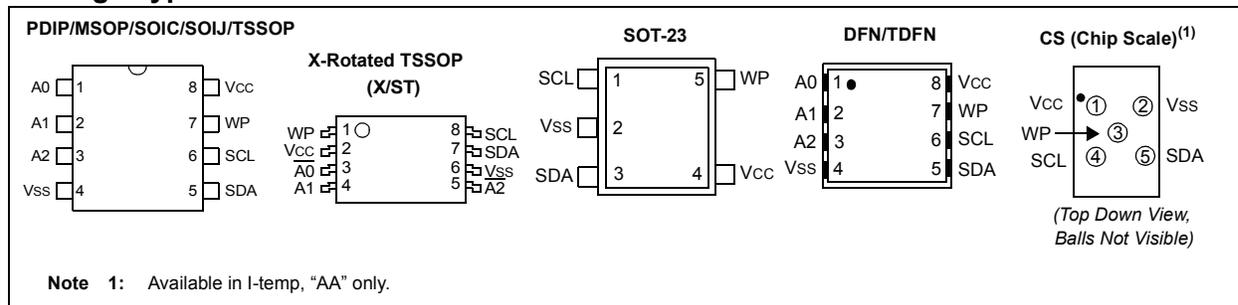 PDIP/MSOP/SOIC/SOIJ/TSSOP
A0 1 8 VCC
A1 2 7 WP
A2 3 6 SCL
VSS 4 5 SDA
X-Rotated TSSOP
(X/ST)
WP 1 8 SCL
VCC 2 7 SDA
A0 3 6 VSS
A1 4 5 A2
SOT-23
SCL 1 5 WP
VSS 2
SDA 3 4 VCC
DFN/TDFN
A0 1 8 VCC
A1 2 7 WP
A2 3 6 SCL
VSS 4 5 SDA
CS (Chip Scale)(1)
VCC 1 2 VSS
WP 3
SCL 4 5 SDA
(Top Down View,
Balls Not Visible)
Note 1: Available in I-temp, “AA” only.